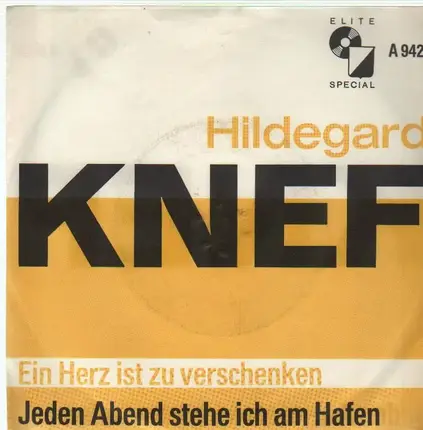 ELITE
SPECIAL
A 942
Hildegard
KNEF
Ein Herz ist zu verschenken
Jeden Abend stehe ich am Hafen